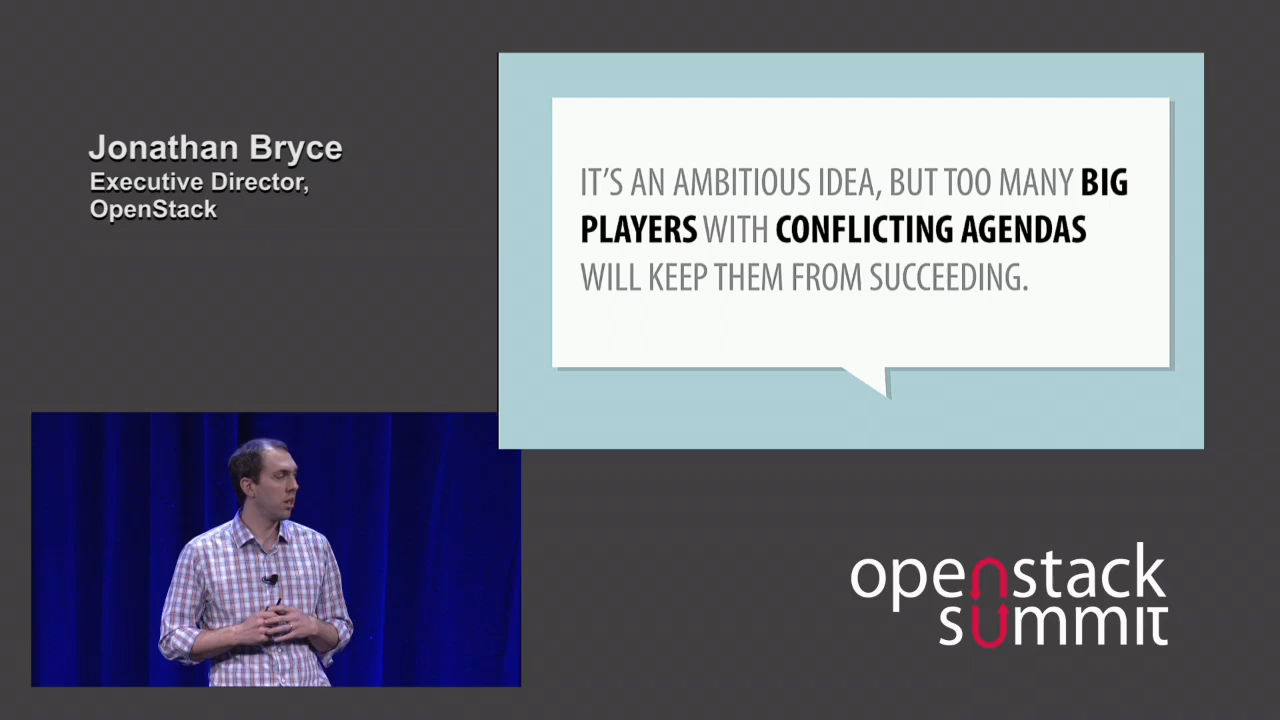 Jonathan Bryce
Executive Director,
OpenStack
IT'S AN AMBITIOUS IDEA, BUT TOO MANY BIG
PLAYERS WITH CONFLICTING AGENDAS
WILL KEEP THEM FROM SUCCEEDING.
openstack
summit